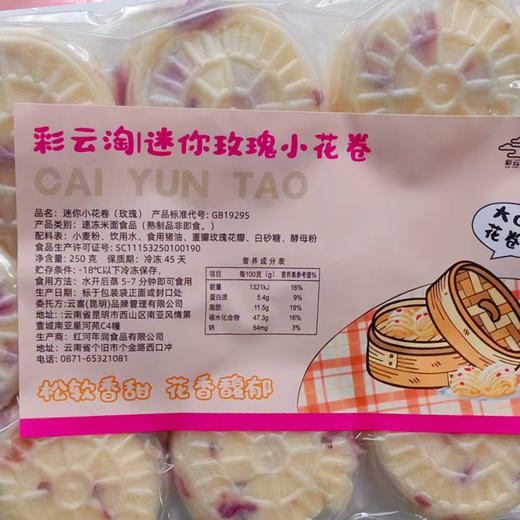 彩云淘|迷你玫瑰小花卷
CAI YUN TAO
彩云
品名：迷你小花卷（玫瑰） 产品标准代号：GB19295
产品类别：速冻米面食品（熟制品非即食。）
配料表：小麦粉、饮用水、食用猪油、重瓣玫瑰花瓣、白砂糖、酵母粉
食品生产许可证号：SC11153250100190
净含量：250 克 保质期：冷冻 45 天
贮存条件：-18℃以下冷冻保存，
食用方法：水开后蒸 5-7 分钟即可食用
生产日期：标于包装袋正面或封口处
委托方：云喜(昆明)品牌管理有限公司
地址：云南省昆明市西山区南亚风情第
壹城南亚星河苑C4幢
生产商：红河年润食品有限公司
地址：云南省个旧市个金路西口冲
电话：0871-65321081
营养成分表
项目 每100克(g) 营养素参考值%
能量 1321kJ 16%
蛋白质 5.4g 9%
脂肪 11.5g 19%
碳水化合物 47.3g 16%
钠 54mg 3%
大
花卷
松软香甜 花香馥郁